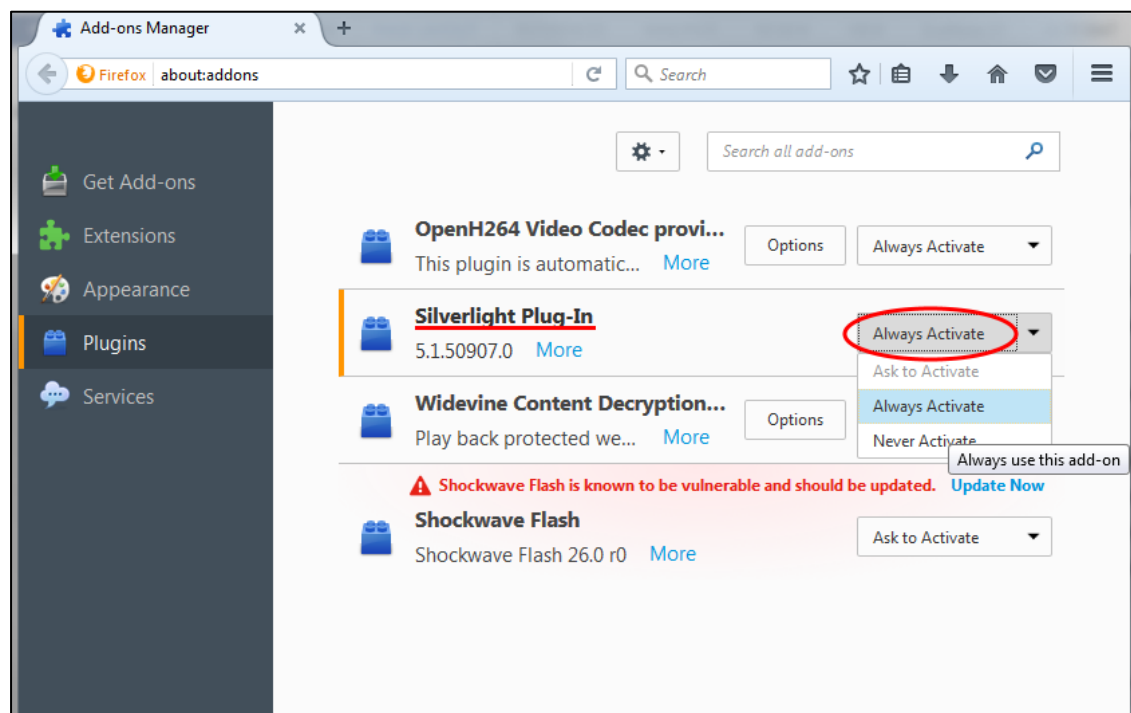 Add-ons Manager
Firefox about:addons
Search
Search all add-ons
Get Add-ons
Extensions
Appearance
Plugins
Services
OpenH264 Video Codec provi...
This plugin is automatic... More
Options
Always Activate
Silverlight Plug-In
5.1.50907.0 More
Always Activate
Ask to Activate
Always Activate
Never Activate
Always use this add-on
Widevine Content Decryption...
Play back protected we... More
Options
Shockwave Flash is known to be vulnerable and should be updated. Update Now
Shockwave Flash
Shockwave Flash 26.0 r0 More
Ask to Activate